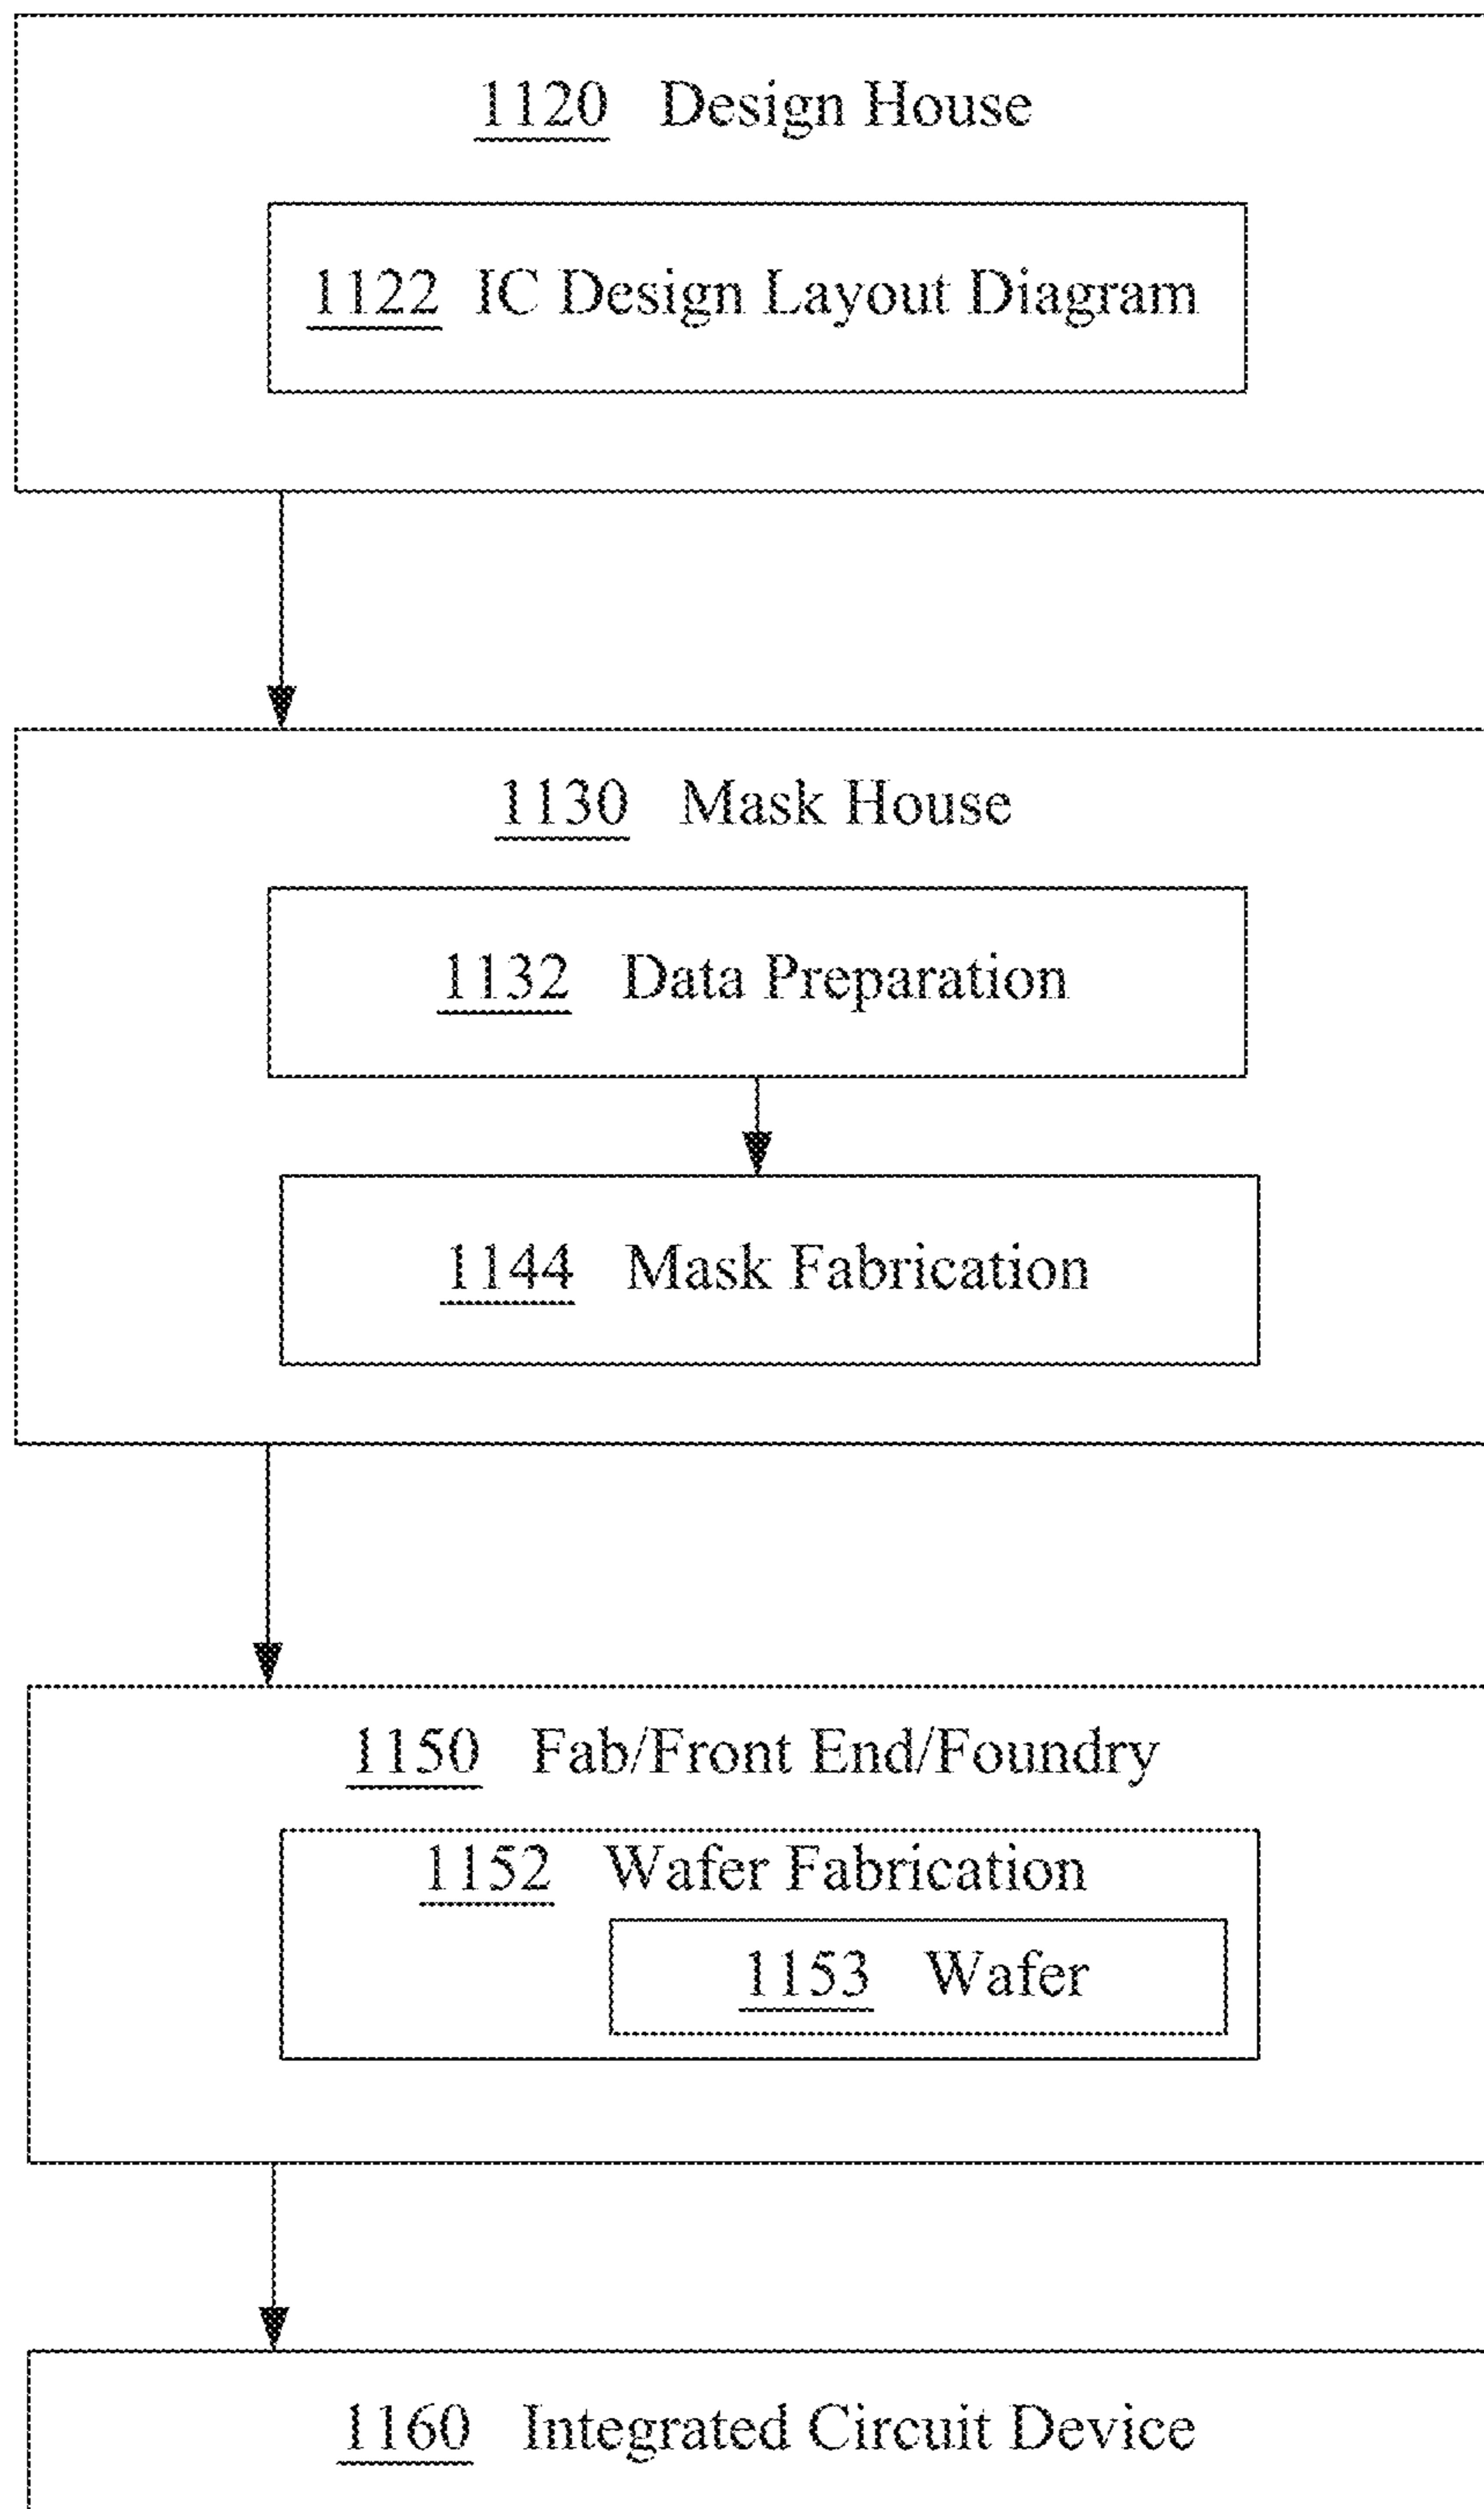 1120 Design House
1122 IC Design Layout Diagram
1130 Mask House
1132 Data Preparation
1144 Mask Fabrication
1150 Fab/Front End/Foundry
1152 Wafer Fabrication
1153 Wafer
1160 Integrated Circuit Device